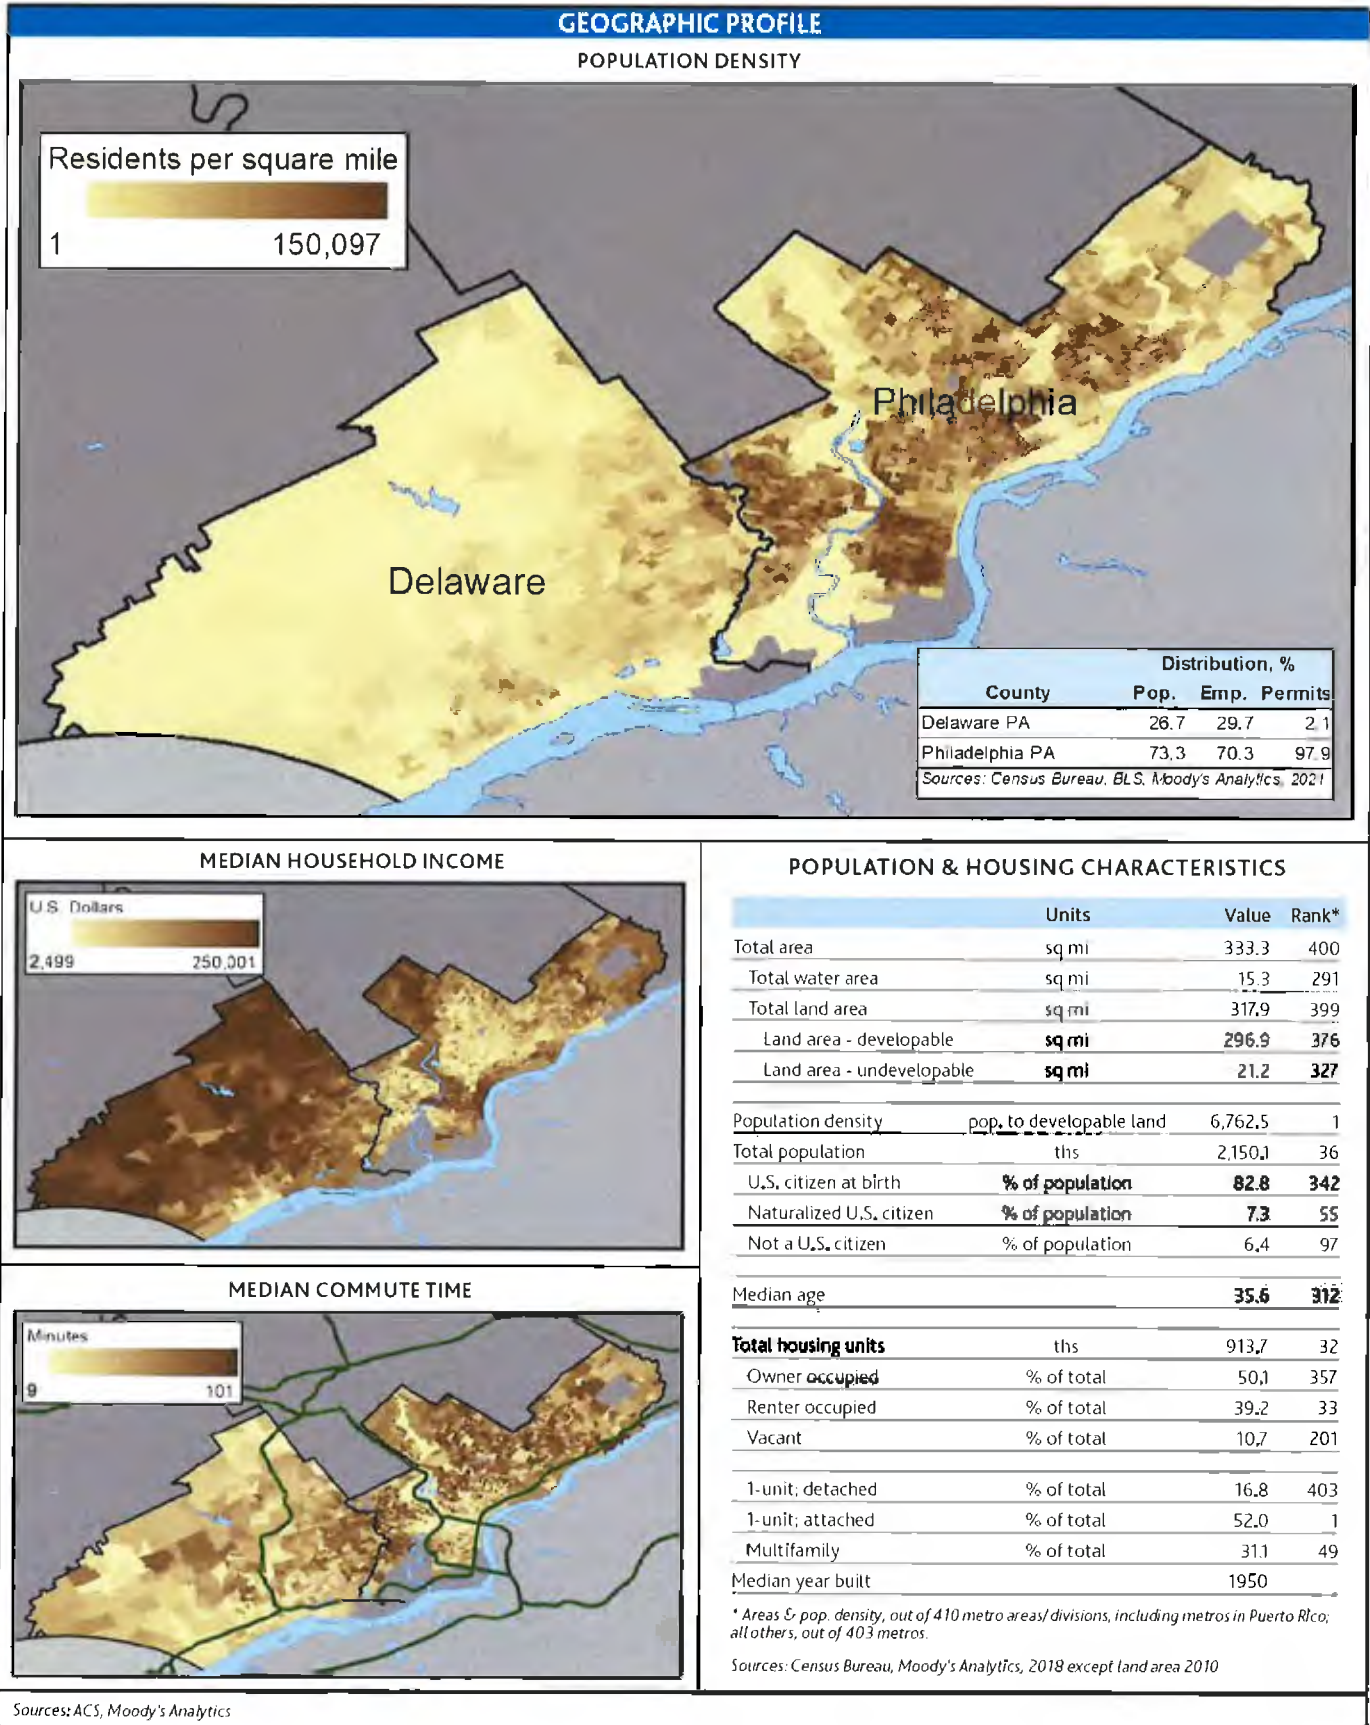 GEOGRAPHIC PROFILE
POPULATION DENSITY
Residents per square mile
1 150,097
Philadelphia
Delaware
Distribution, %
County Pop. Emp. Permits
Delaware PA 26.7 29.7 2.1
Philadelphia PA 73.3 70.3 97.9
Sources: Census Bureau, BLS, Moody's Analytics, 2021
MEDIAN HOUSEHOLD INCOME
U.S. Dollars
2,499 250,001
MEDIAN COMMUTE TIME
Minutes
9 101
POPULATION & HOUSING CHARACTERISTICS
Units Value Rank*
Total area sq mi 333.3 400
Total water area sq mi 15.3 291
Total land area sq mi 317.9 399
Land area - developable sq mi 296.9 376
Land area - undevelopable sq mi 21.2 327
Population density pop. to developable land 6,762.5 1
Total population ths 2,150.1 36
U.S. citizen at birth % of population 82.8 342
Naturalized U.S. citizen % of population 7.3 55
Not a U.S. citizen % of population 6.4 97
Median age 35.6 312
Total housing units ths 913.7 32
Owner occupied % of total 50.1 357
Renter occupied % of total 39.2 33
Vacant % of total 10.7 201
1-unit; detached % of total 16.8 403
1-unit; attached % of total 52.0 1
Multifamily % of total 31.1 49
Median year built 1950
* Areas & pop. density, out of 410 metro areas/divisions, including metros in Puerto Rico;
all others, out of 403 metros.
Sources: Census Bureau, Moody's Analytics, 2018 except land area 2010
Sources: ACS, Moody's Analytics